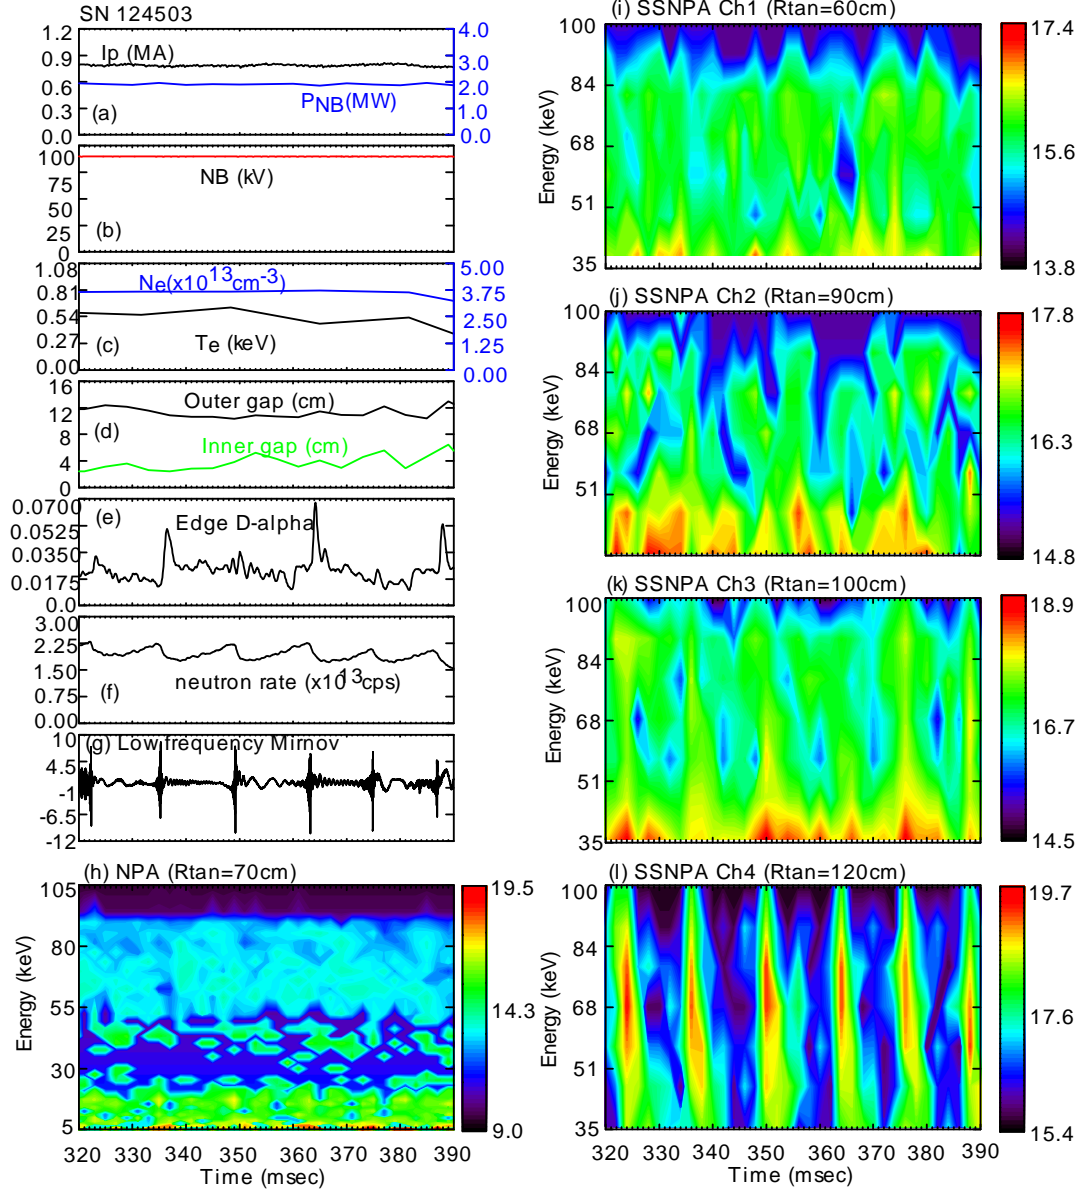 SN 124503
1.2
0.9
0.6
0.3
0.0
Ip (MA)
PNB(MW)
(a)
4.0
3.0
2.0
1.0
0.0
100
75
50
25
0
NB (kV)
(b)
1.08
0.81
0.54
0.27
0.00
Ne(x10^13cm-3)
Te (keV)
(c)
5.00
3.75
2.50
1.25
0.00
16
12
8
4
0
Outer gap (cm)
Inner gap (cm)
(d)
0.0700
0.0525
0.0350
0.0175
0.0
(e)
Edge D-alpha
3.00
2.25
1.50
1.75
0.00
neutron rate (x10^13cps)
(f)
10
4.5
-1
-6.5
-12
(g) Low frequency Mirnov
(h) NPA (Rtan=70cm)
105
80
55
30
5
Energy (keV)
19.5
14.3
9.0
320 330 340 350 360 370 380 390
Time (msec)
(i) SSNPA Ch1 (Rtan=60cm)
100
84
68
51
35
Energy (keV)
17.4
15.6
13.8
(j) SSNPA Ch2 (Rtan=90cm)
100
84
68
51
Energy (keV)
17.8
16.3
14.8
(k) SSNPA Ch3 (Rtan=100cm)
100
84
68
51
35
Energy (keV)
18.9
16.7
14.5
(l) SSNPA Ch4 (Rtan=120cm)
100
84
68
51
35
Energy (keV)
19.7
17.6
15.4
320 330 340 350 360 370 380 390
Time (msec)